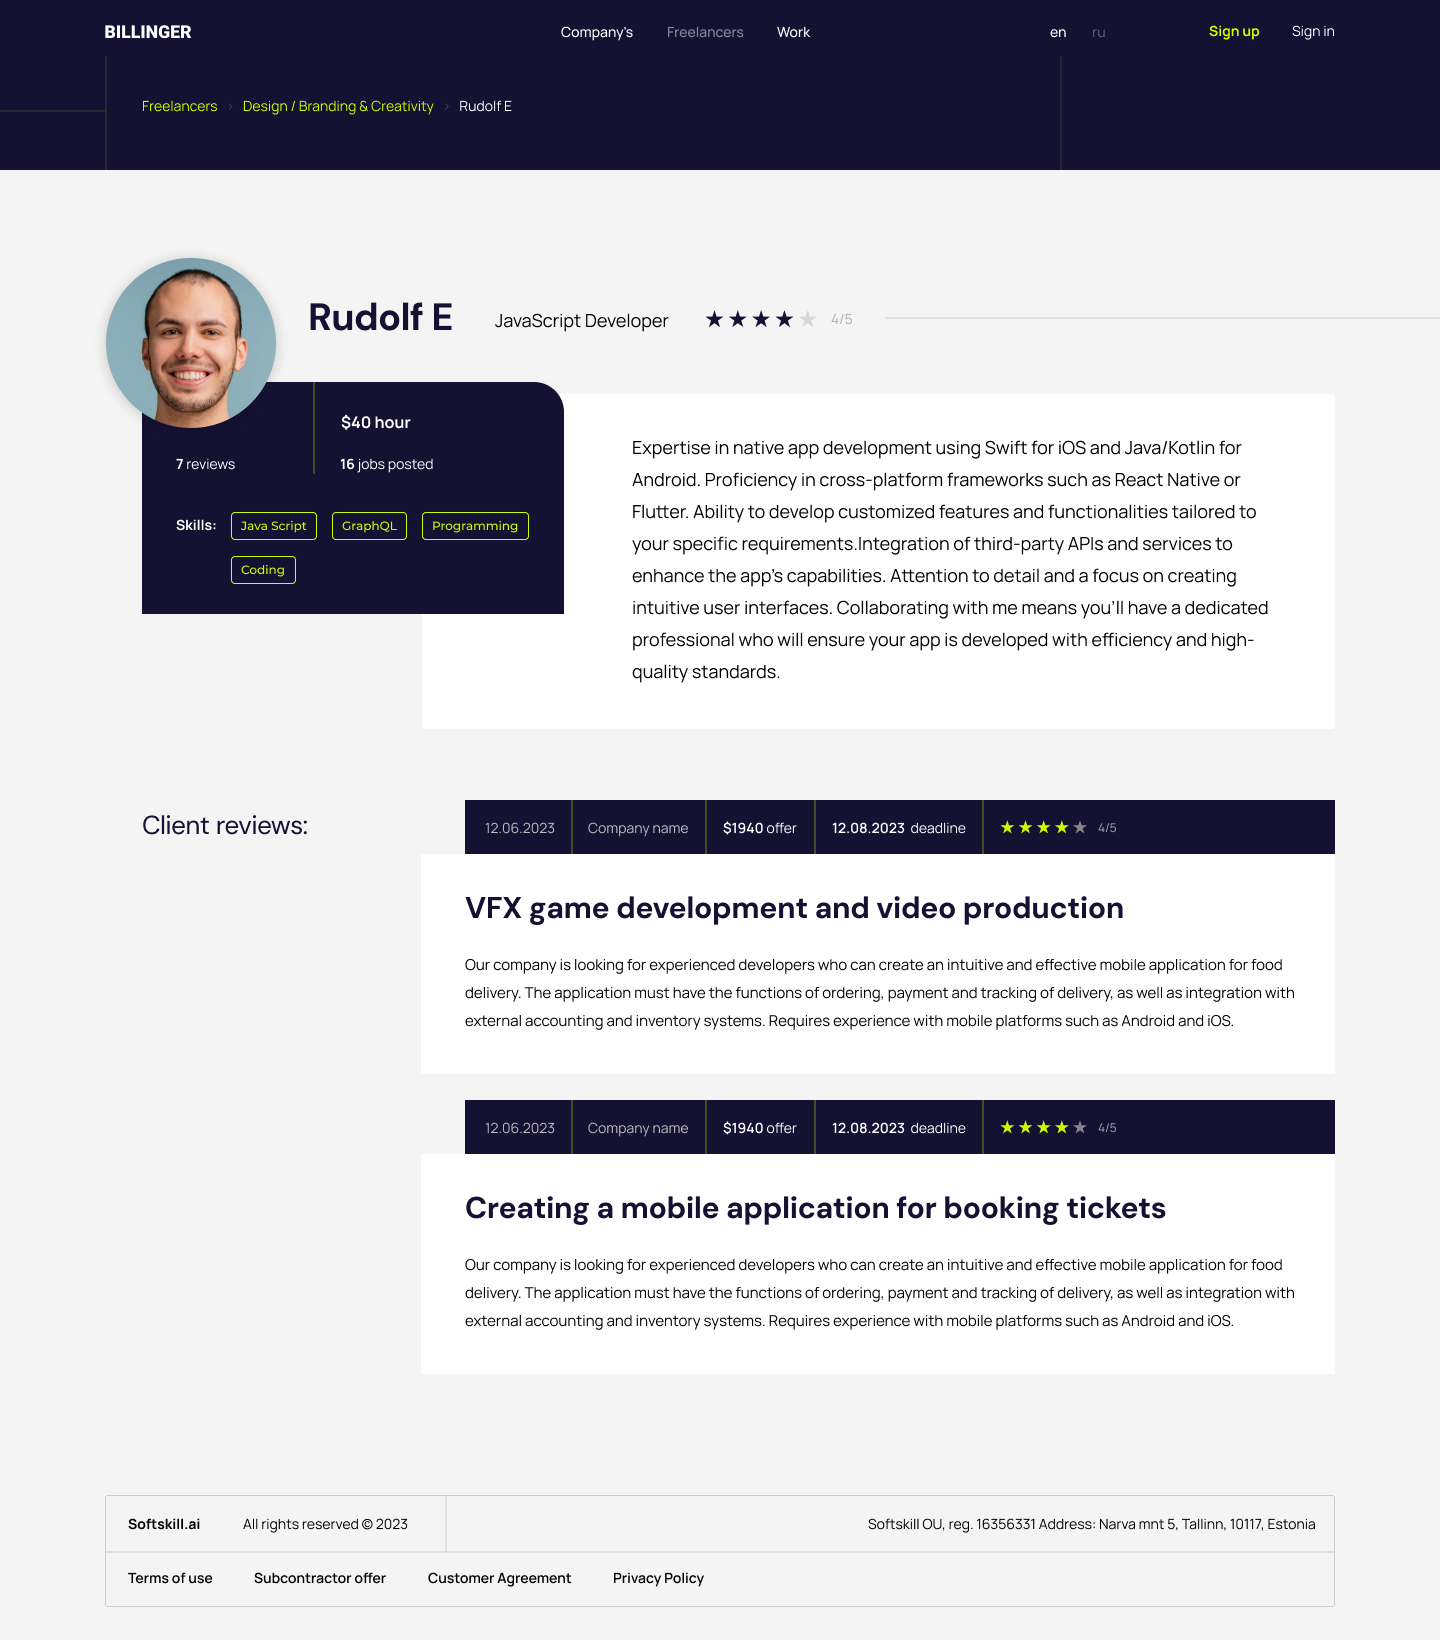 BILLINGER Company's Freelancers Work en ru Sign up Sign in
Freelancers > Design / Branding & Creativity > Rudolf E
Rudolf E JavaScript Developer 4/5
$40 hour
7 reviews 16 jobs posted
Skills: Java Script GraphQL Programming
Coding
Expertise in native app development using Swift for iOS and Java/Kotlin for
Android. Proficiency in cross-platform frameworks such as React Native or
Flutter. Ability to develop customized features and functionalities tailored to
your specific requirements.Integration of third-party APIs and services to
enhance the app's capabilities. Attention to detail and a focus on creating
intuitive user interfaces. Collaborating with me means you'll have a dedicated
professional who will ensure your app is developed with efficiency and high-
quality standards.
Client reviews:
12.06.2023 Company name $1940 offer 12.08.2023 deadline 4/5
VFX game development and video production
Our company is looking for experienced developers who can create an intuitive and effective mobile application for food
delivery. The application must have the functions of ordering, payment and tracking of delivery, as well as integration with
external accounting and inventory systems. Requires experience with mobile platforms such as Android and iOS.
12.06.2023 Company name $1940 offer 12.08.2023 deadline 4/5
Creating a mobile application for booking tickets
Our company is looking for experienced developers who can create an intuitive and effective mobile application for food
delivery. The application must have the functions of ordering, payment and tracking of delivery, as well as integration with
external accounting and inventory systems. Requires experience with mobile platforms such as Android and iOS.
Softskill.ai All rights reserved © 2023 Softskill OU, reg. 16356331 Address: Narva mnt 5, Tallinn, 10117, Estonia
Terms of use Subcontractor offer Customer Agreement Privacy Policy